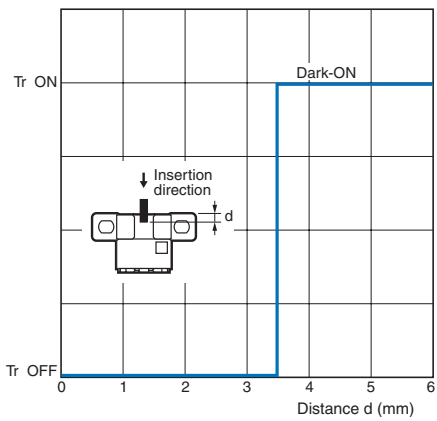 Dark-ON
Tr ON
Insertion
direction
d
Tr OFF
0 1 2 3 4 5 6
Distance d (mm)